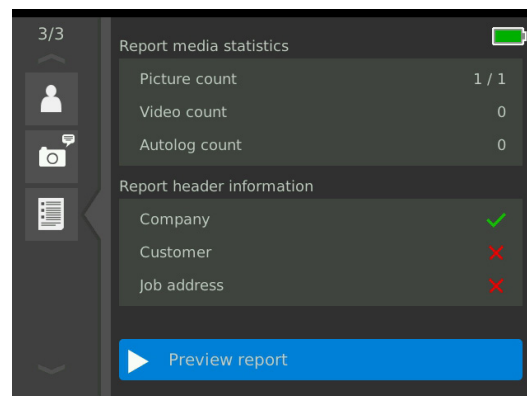 3/3
Report media statistics
Picture count 1 / 1
Video count 0
Autolog count 0
Report header information
Company
Customer
Job address
Preview report